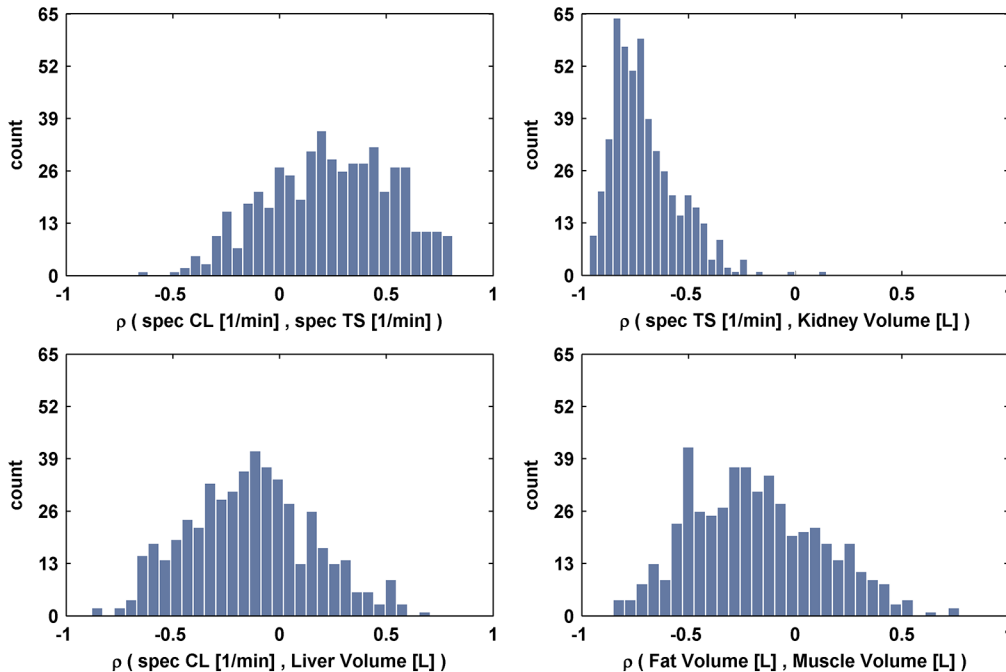 65
52
39
26
13
0
count
-1 -0.5 0 0.5 1
ρ ( spec CL [1/min] , spec TS [1/min] )
65
52
39
26
13
0
count
-1 -0.5 0 0.5 1
ρ ( spec TS [1/min] , Kidney Volume [L] )
65
52
39
26
13
0
count
-1 -0.5 0 0.5 1
ρ ( spec CL [1/min] , Liver Volume [L] )
65
52
39
26
13
0
count
-1 -0.5 0 0.5 1
ρ ( Fat Volume [L] , Muscle Volume [L] )